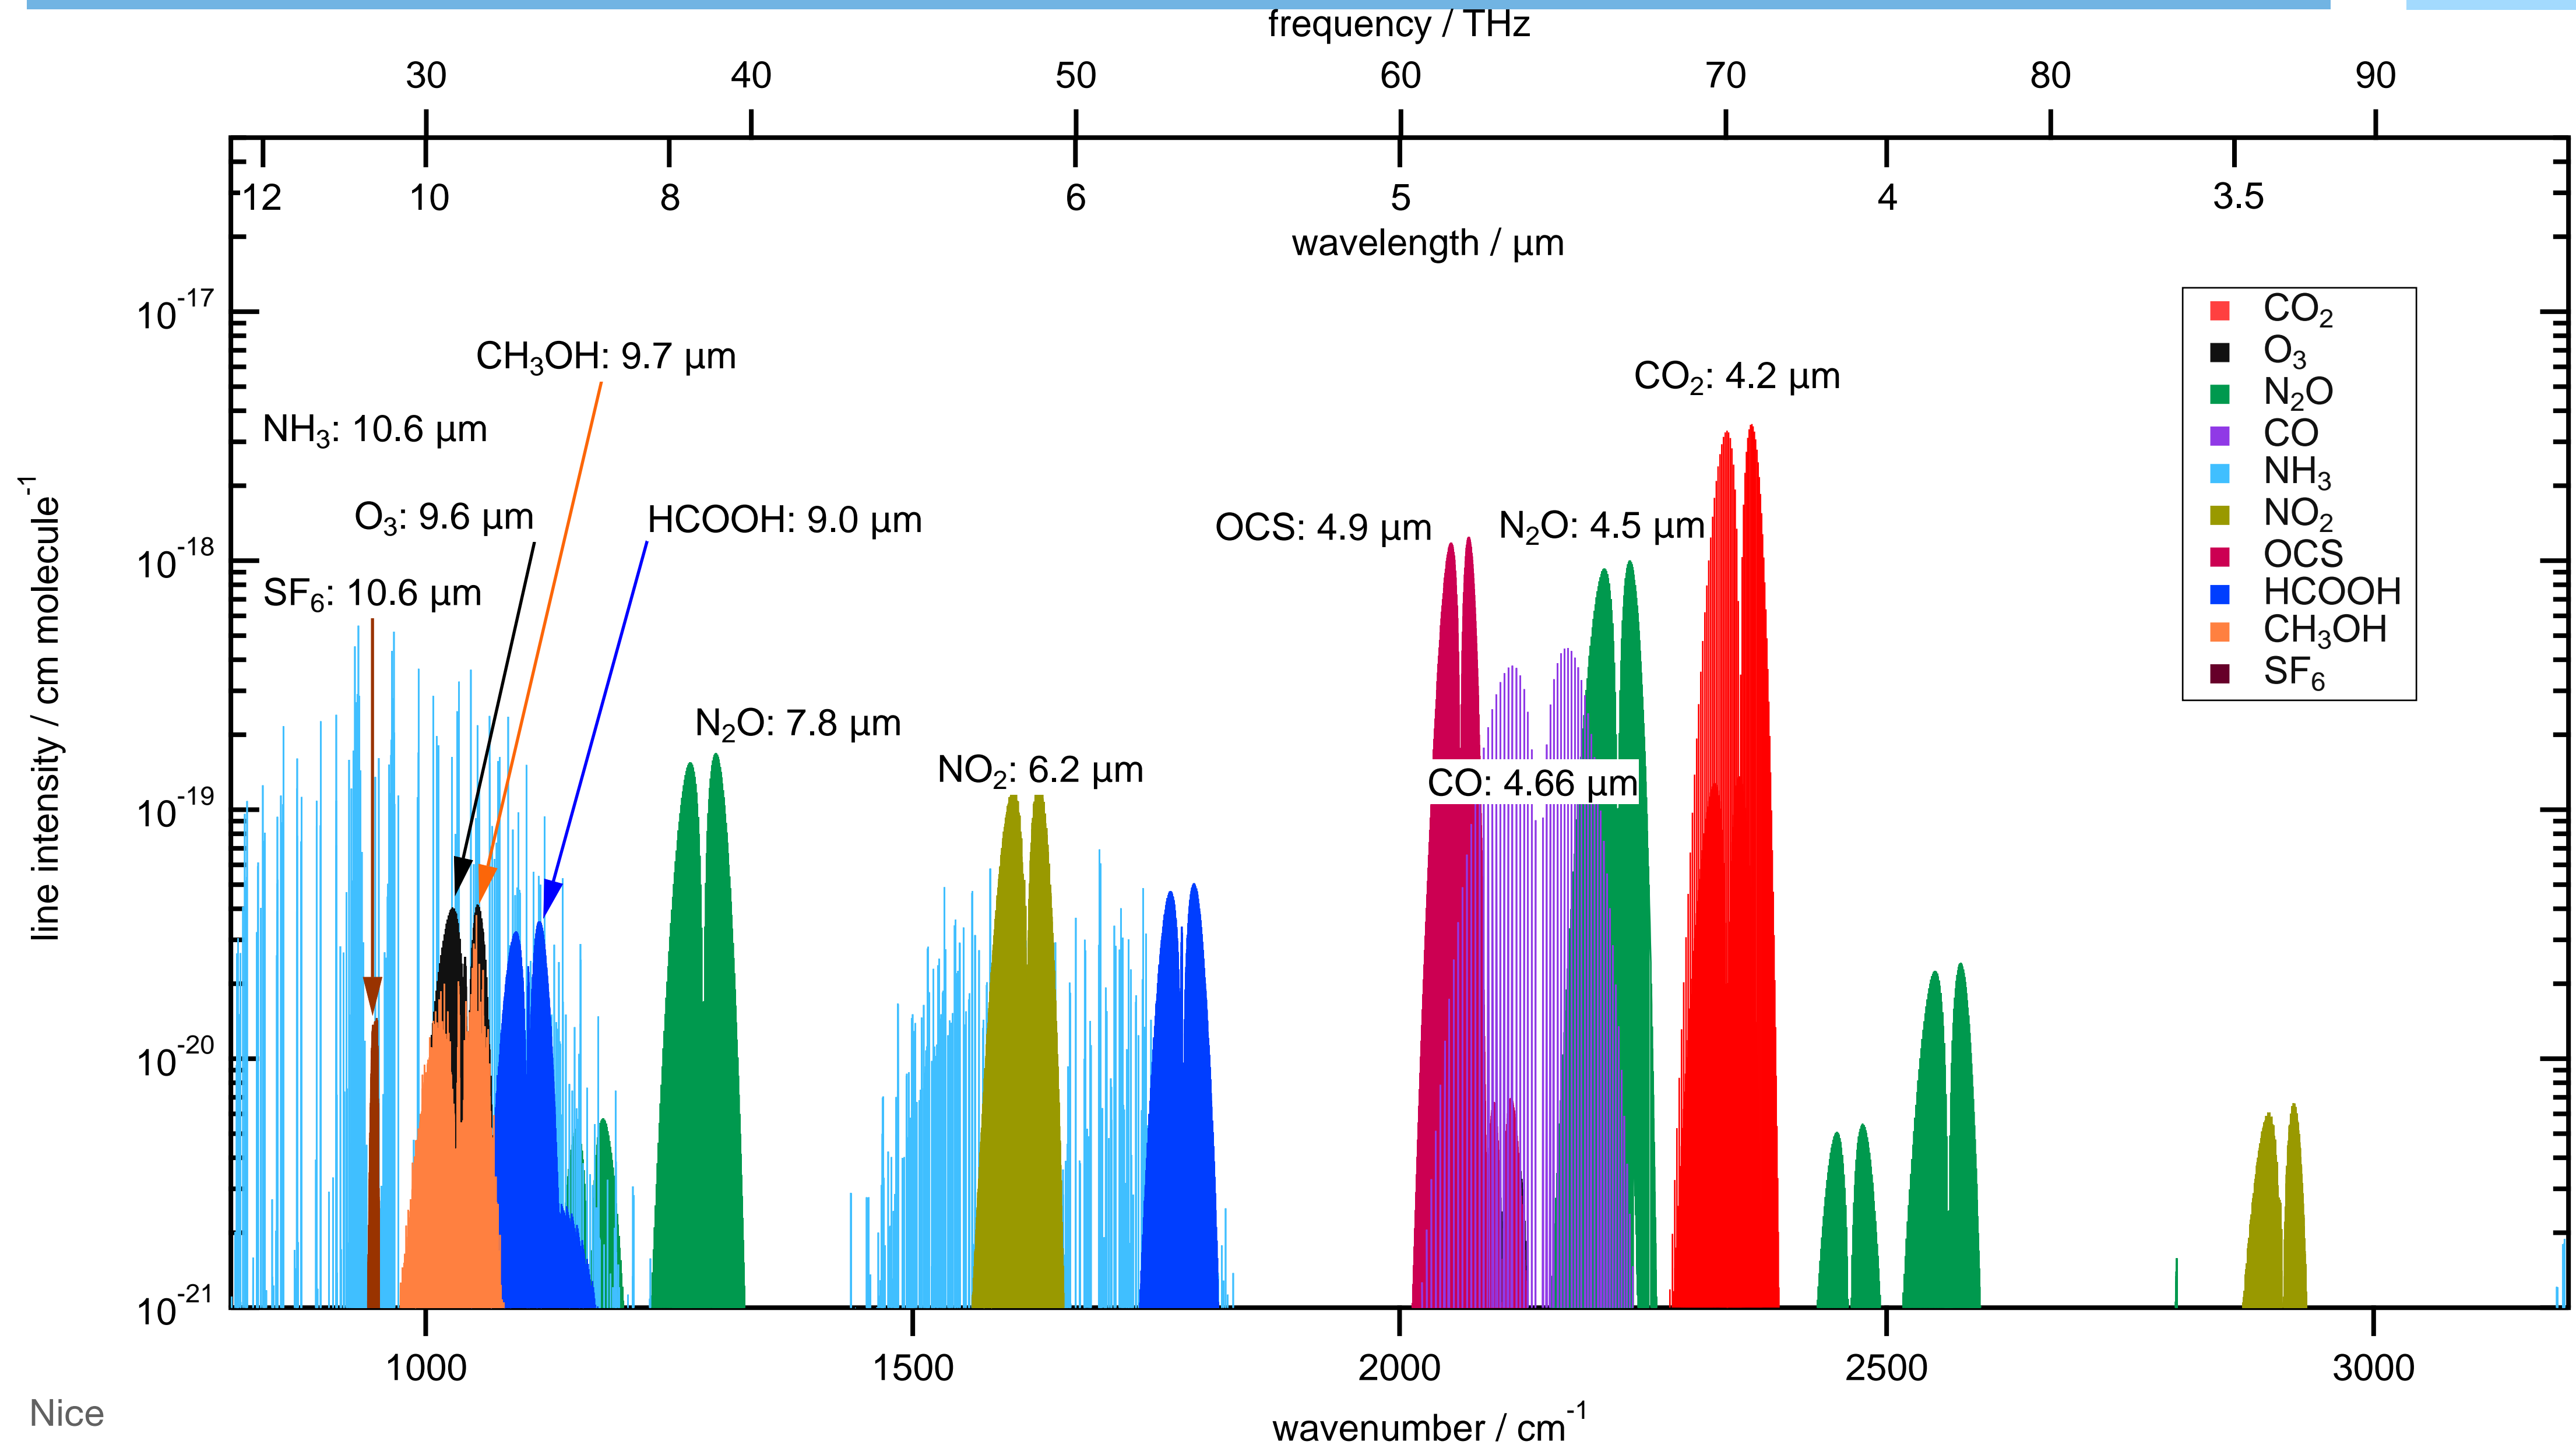 frequency / THz
30 40 50 60 70 80 90
12 10 8 6 5 4 3.5
wavelength / µm
10⁻¹⁷
10⁻¹⁸
10⁻¹⁹
10⁻²⁰
10⁻²¹
line intensity / cm molecule⁻¹
CH₃OH: 9.7 µm
NH₃: 10.6 µm
O₃: 9.6 µm
HCOOH: 9.0 µm
SF₆: 10.6 µm
N₂O: 7.8 µm
NO₂: 6.2 µm
OCS: 4.9 µm
N₂O: 4.5 µm
CO₂: 4.2 µm
CO: 4.66 µm
CO₂
O₃
N₂O
CO
NH₃
NO₂
OCS
HCOOH
CH₃OH
SF₆
1000 1500 2000 2500 3000
wavenumber / cm⁻¹
Nice